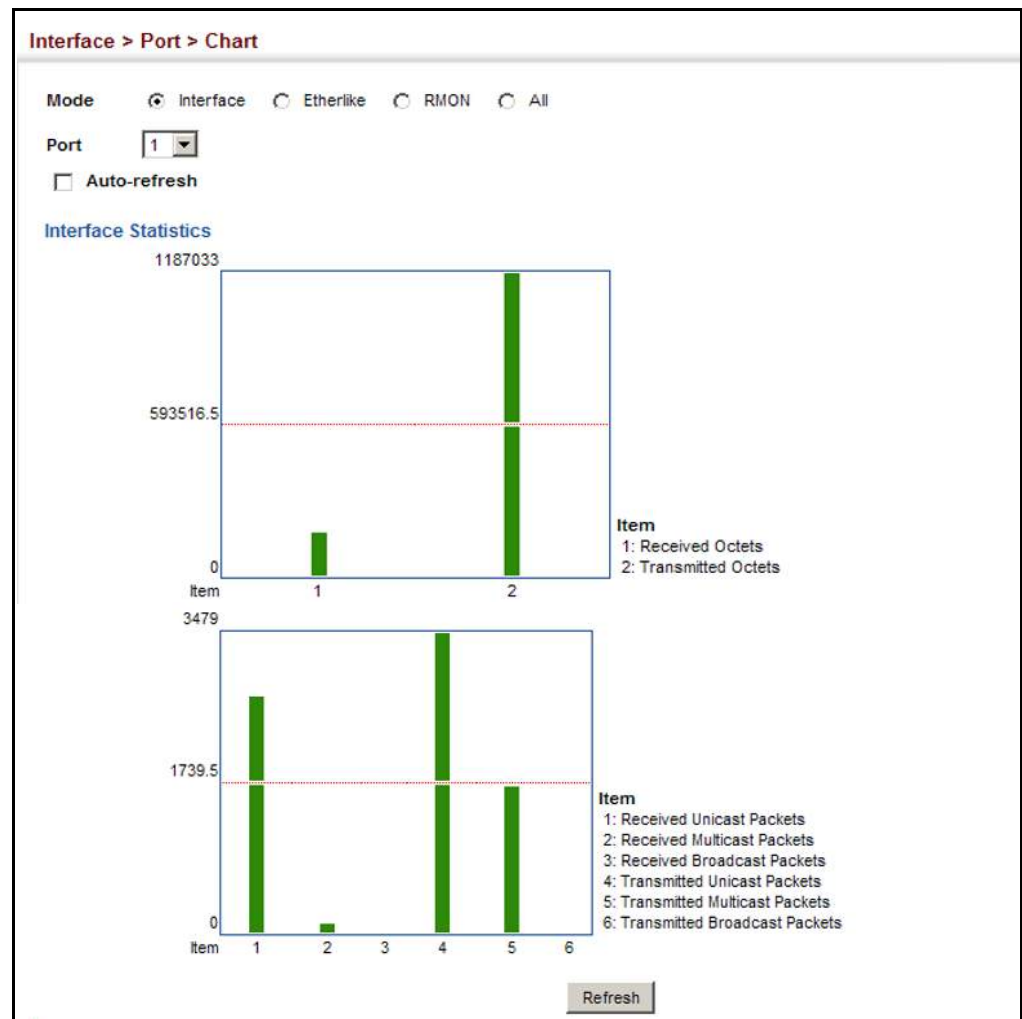 Interface > Port > Chart
Mode Interface Etherlike RMON All
Port 1
Auto-refresh
Interface Statistics
1187033
593516.5
0
Item 1 2
Item
1: Received Octets
2: Transmitted Octets
3479
1739.5
0
Item 1 2 3 4 5 6
Item
1: Received Unicast Packets
2: Received Multicast Packets
3: Received Broadcast Packets
4: Transmitted Unicast Packets
5: Transmitted Multicast Packets
6: Transmitted Broadcast Packets
Refresh